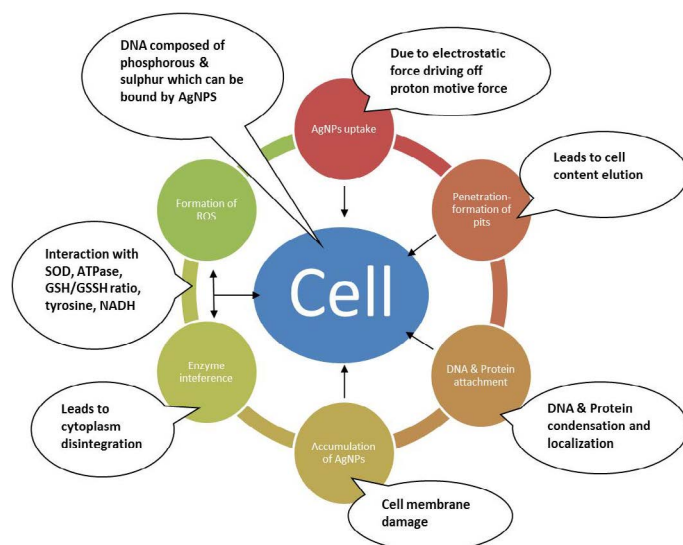 DNA composed of
phosphorous &
sulphur which can be
bound by AgNPS
Due to electrostatic
force driving off
proton motive force
AgNPs uptake
Leads to cell
content elution
Formation of
ROS
Penetration-
formation of
pits
Interaction with
SOD, ATPase,
GSH/GSSH ratio,
tyrosine, NADH
Cell
Enzyme
inteference
DNA & Protein
attachment
Leads to
cytoplasm
disintegration
Accumulation
of AgNPs
DNA & Protein
condensation and
localization
Cell membrane
damage